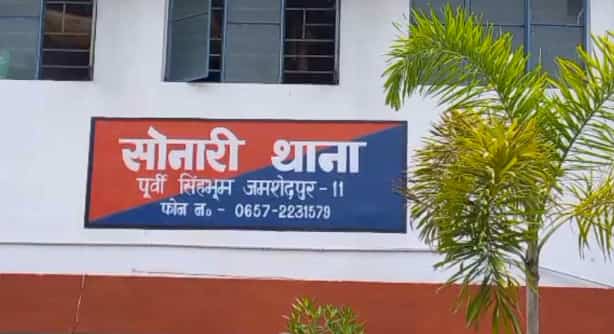 सोनारी थाना
पूर्वी सिंहभूम जमशेदपुर - 11
फोन न० - 0657-2231579